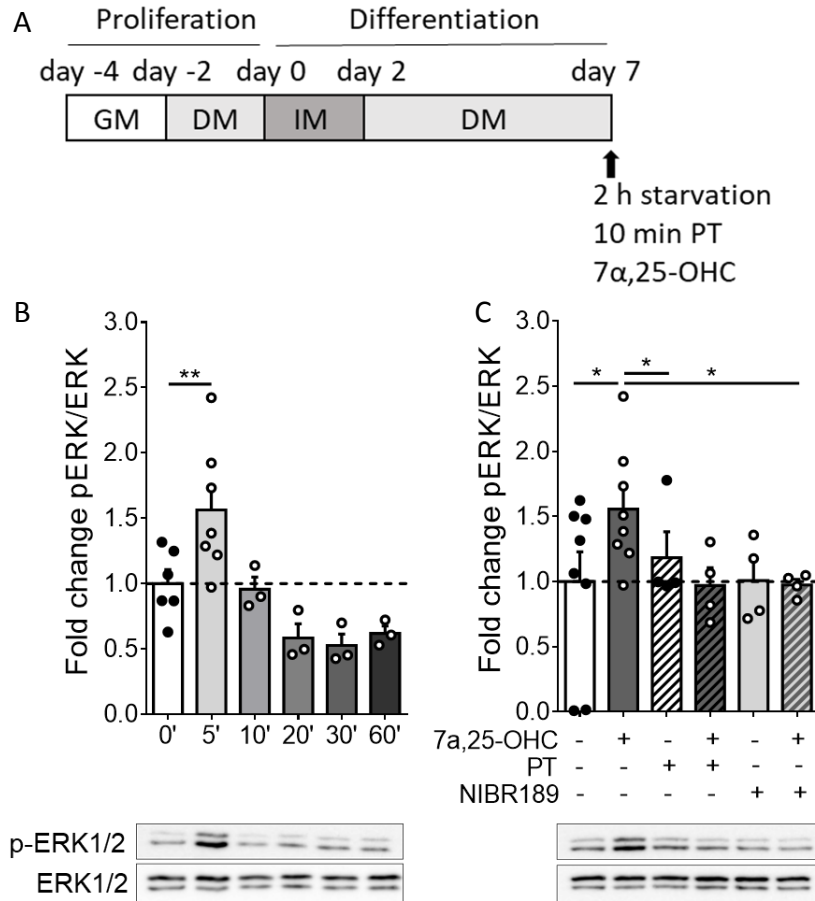 A
Proliferation Differentiation
day -4 day -2 day 0 day 2 day 7
GM DM IM DM
2 h starvation
10 min PT
7α,25-OHC
B
Fold change pERK/ERK
3.0
2.5
2.0
1.5
1.0
0.5
0.0
**
0' 5' 10' 20' 30' 60'
p-ERK1/2
ERK1/2
C
Fold change pERK/ERK
3.0
2.5
2.0
1.5
1.0
0.5
0.0
* * *
7a,25-OHC - + - + - +
PT - - + + - -
NIBR189 - - - - + +